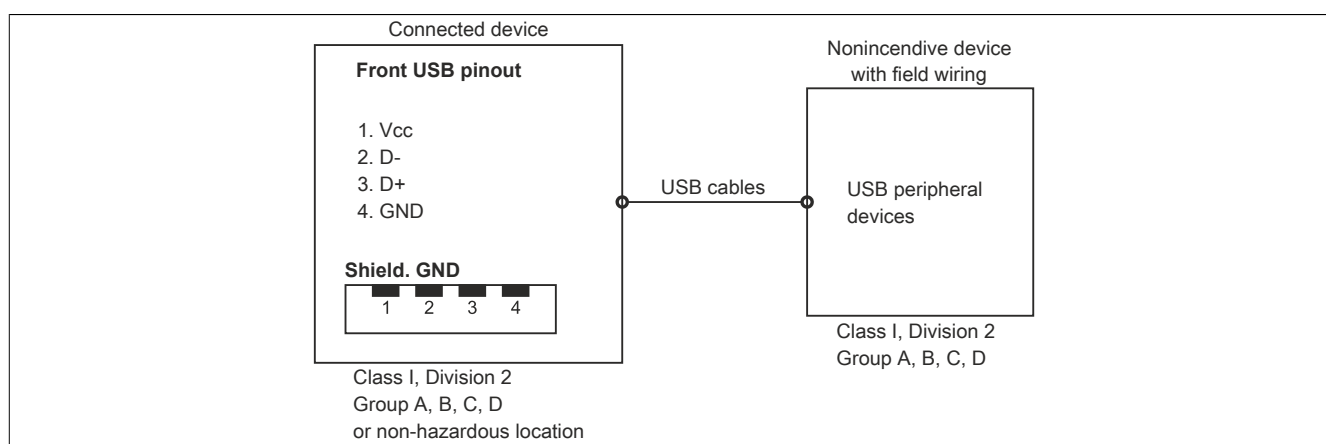 Connected device
Front USB pinout
1. Vcc
2. D-
3. D+
4. GND
Shield. GND
1 2 3 4
Class I, Division 2
Group A, B, C, D
or non-hazardous location
USB cables
Nonincendive device
with field wiring
USB peripheral
devices
Class I, Division 2
Group A, B, C, D